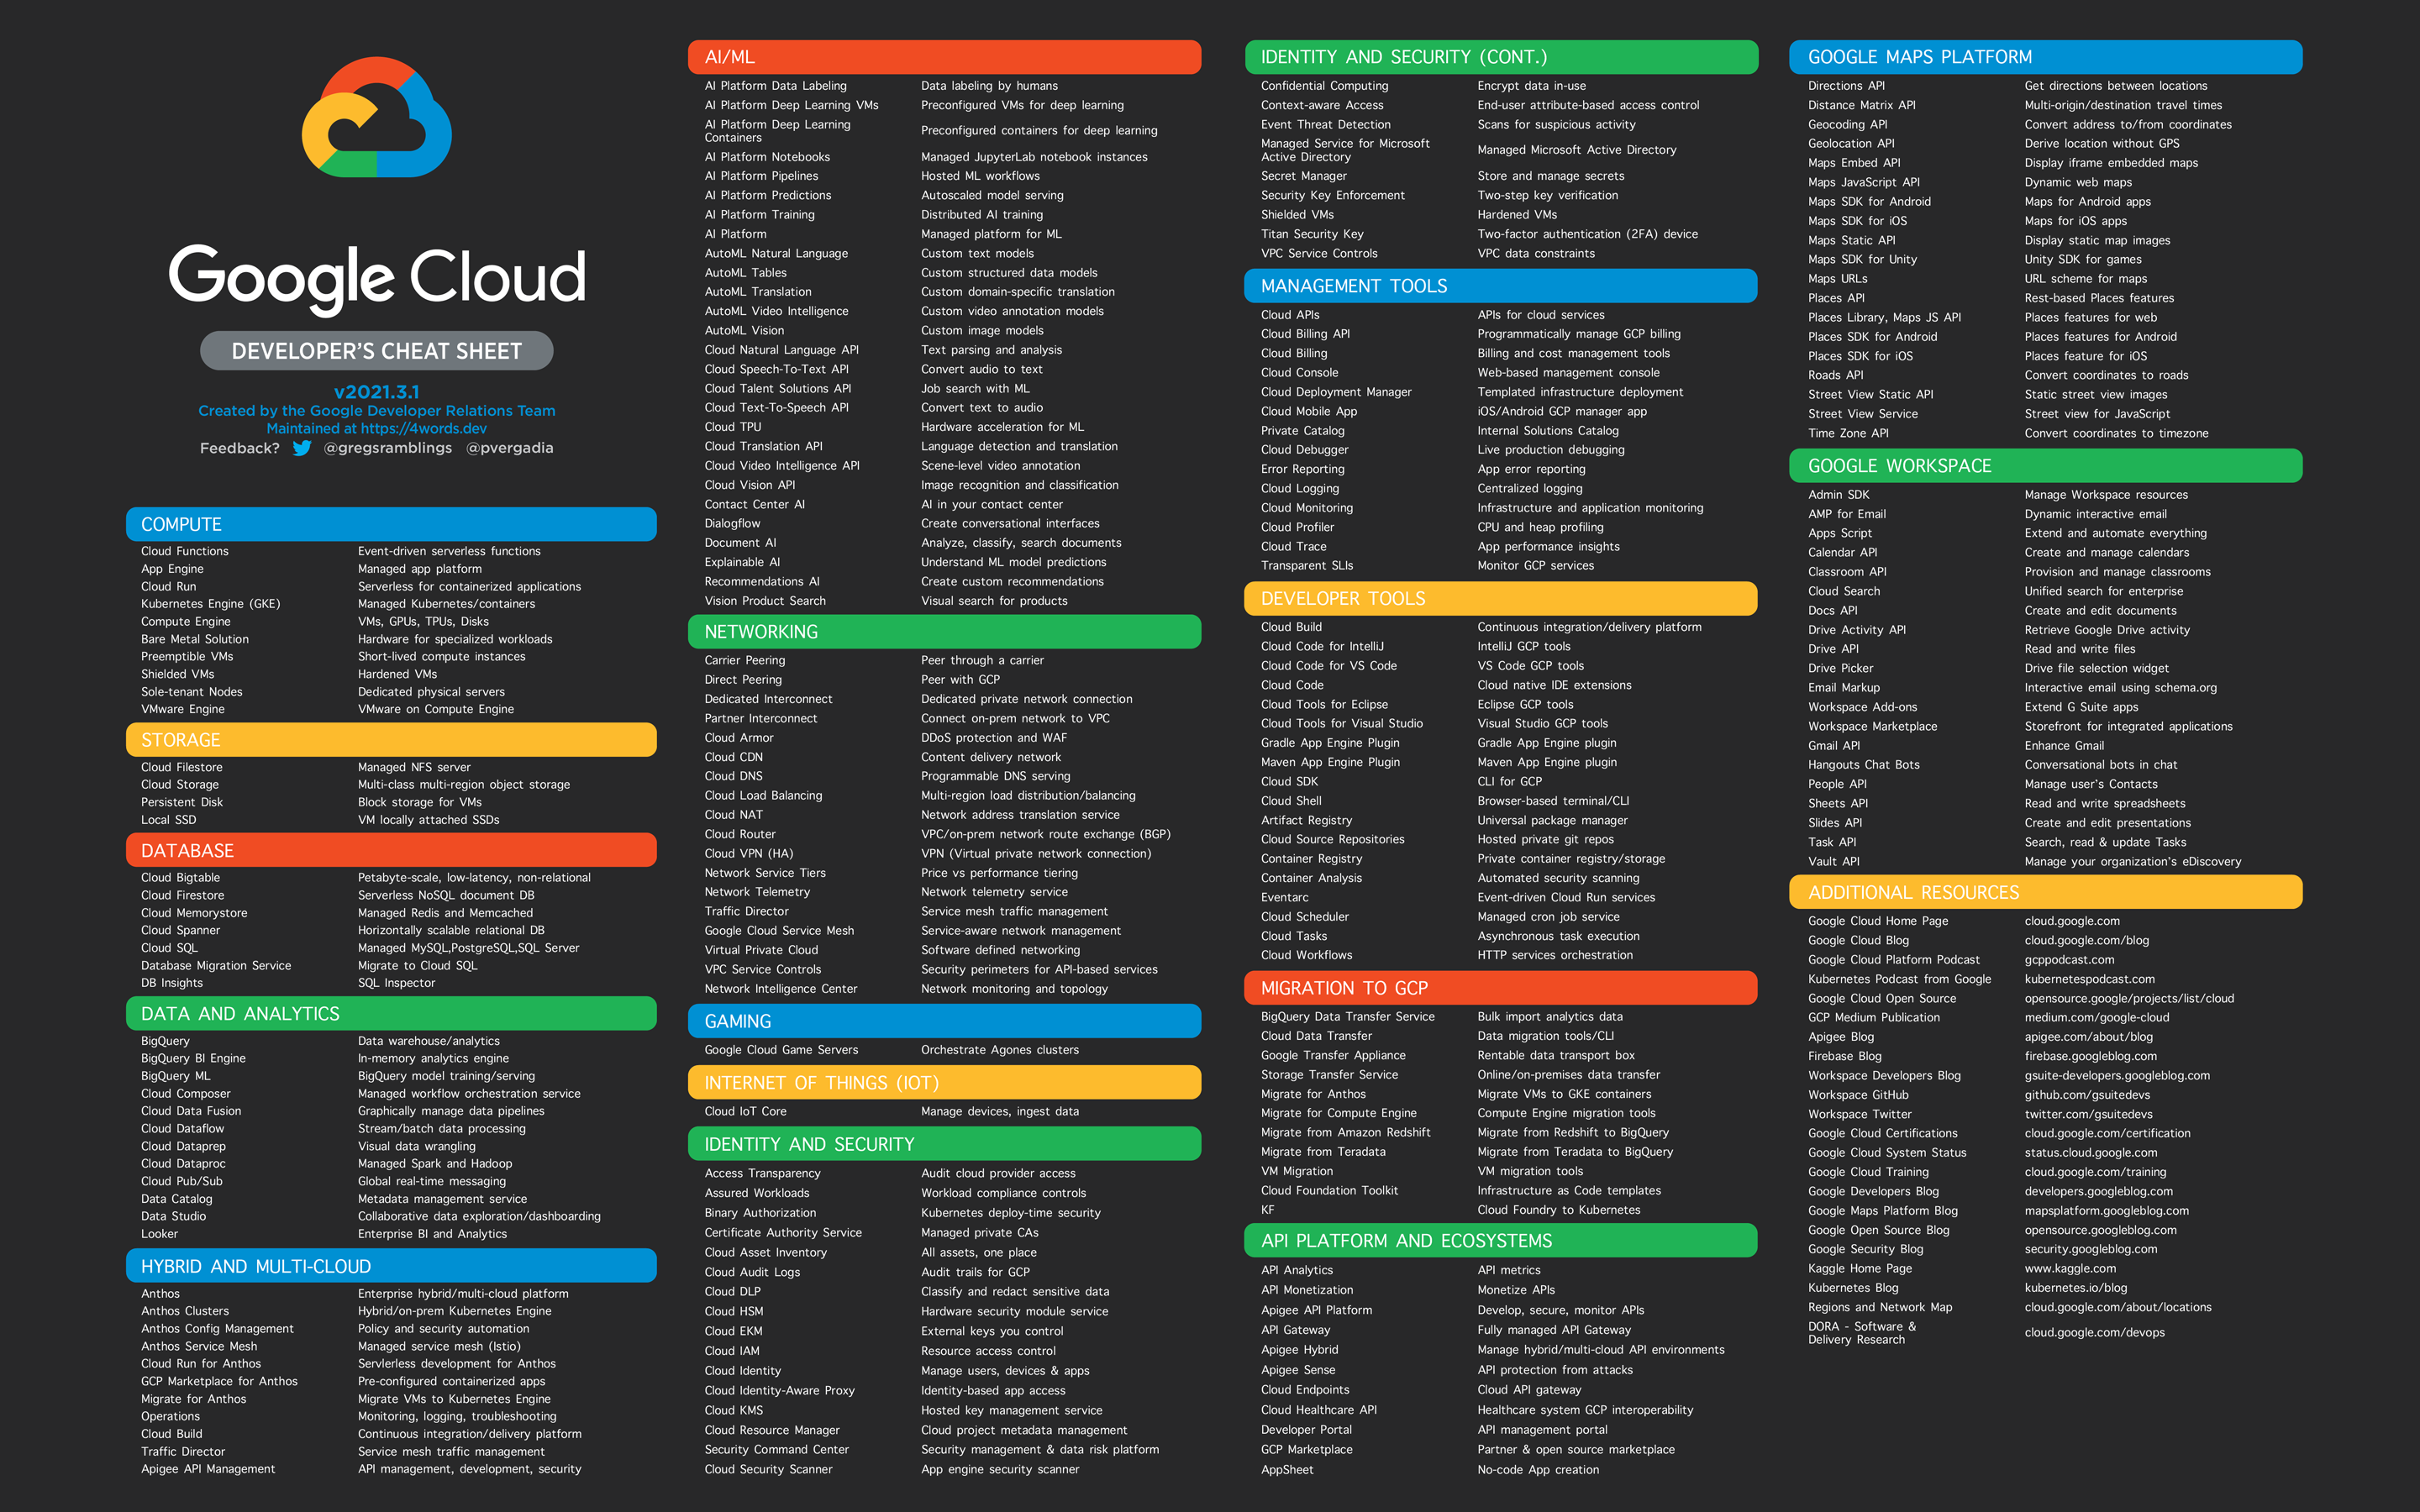 Google Cloud
DEVELOPER'S CHEAT SHEET
v2021.3.1
Created by the Google Developer Relations Team
Maintained at https://4words.dev
Feedback? @gregsramblings @pvergadia
COMPUTE
Cloud Functions Event-driven serverless functions
App Engine Managed app platform
Cloud Run Serverless for containerized applications
Kubernetes Engine (GKE) Managed Kubernetes/containers
Compute Engine VMs, GPUs, TPUs, Disks
Bare Metal Solution Hardware for specialized workloads
Preemptible VMs Short-lived compute instances
Shielded VMs Hardened VMs
Sole-tenant Nodes Dedicated physical servers
VMware Engine VMware on Compute Engine
STORAGE
Cloud Filestore Managed NFS server
Cloud Storage Multi-class multi-region object storage
Persistent Disk Block storage for VMs
Local SSD VM locally attached SSDs
DATABASE
Cloud Bigtable Petabyte-scale, low-latency, non-relational
Cloud Firestore Serverless NoSQL document DB
Cloud Memorystore Managed Redis and Memcached
Cloud Spanner Horizontally scalable relational DB
Cloud SQL Managed MySQL,PostgreSQL,SQL Server
Database Migration Service Migrate to Cloud SQL
DB Insights SQL Inspector
DATA AND ANALYTICS
BigQuery Data warehouse/analytics
BigQuery BI Engine In-memory analytics engine
BigQuery ML BigQuery model training/serving
Cloud Composer Managed workflow orchestration service
Cloud Data Fusion Graphically manage data pipelines
Cloud Dataflow Stream/batch data processing
Cloud Dataprep Visual data wrangling
Cloud Dataproc Managed Spark and Hadoop
Cloud Pub/Sub Global real-time messaging
Data Catalog Metadata management service
Data Studio Collaborative data exploration/dashboarding
Looker Enterprise BI and Analytics
HYBRID AND MULTI-CLOUD
Anthos Enterprise hybrid/multi-cloud platform
Anthos Clusters Hybrid/on-prem Kubernetes Engine
Anthos Config Management Policy and security automation
Anthos Service Mesh Managed service mesh (Istio)
Cloud Run for Anthos Servlerless development for Anthos
GCP Marketplace for Anthos Pre-configured containerized apps
Migrate for Anthos Migrate VMs to Kubernetes Engine
Operations Monitoring, logging, troubleshooting
Cloud Build Continuous integration/delivery platform
Traffic Director Service mesh traffic management
Apigee API Management API management, development, security
AI/ML
AI Platform Data Labeling Data labeling by humans
AI Platform Deep Learning VMs Preconfigured VMs for deep learning
AI Platform Deep Learning
Containers Preconfigured containers for deep learning
AI Platform Notebooks Managed JupyterLab notebook instances
AI Platform Pipelines Hosted ML workflows
AI Platform Predictions Autoscaled model serving
AI Platform Training Distributed AI training
AI Platform Managed platform for ML
AutoML Natural Language Custom text models
AutoML Tables Custom structured data models
AutoML Translation Custom domain-specific translation
AutoML Video Intelligence Custom video annotation models
AutoML Vision Custom image models
Cloud Natural Language API Text parsing and analysis
Cloud Speech-To-Text API Convert audio to text
Cloud Talent Solutions API Job search with ML
Cloud Text-To-Speech API Convert text to audio
Cloud TPU Hardware acceleration for ML
Cloud Translation API Language detection and translation
Cloud Video Intelligence API Scene-level video annotation
Cloud Vision API Image recognition and classification
Contact Center AI AI in your contact center
Dialogflow Create conversational interfaces
Document AI Analyze, classify, search documents
Explainable AI Understand ML model predictions
Recommendations AI Create custom recommendations
Vision Product Search Visual search for products
NETWORKING
Carrier Peering Peer through a carrier
Direct Peering Peer with GCP
Dedicated Interconnect Dedicated private network connection
Partner Interconnect Connect on-prem network to VPC
Cloud Armor DDoS protection and WAF
Cloud CDN Content delivery network
Cloud DNS Programmable DNS serving
Cloud Load Balancing Multi-region load distribution/balancing
Cloud NAT Network address translation service
Cloud Router VPC/on-prem network route exchange (BGP)
Cloud VPN (HA) VPN (Virtual private network connection)
Network Service Tiers Price vs performance tiering
Network Telemetry Network telemetry service
Traffic Director Service mesh traffic management
Google Cloud Service Mesh Service-aware network management
Virtual Private Cloud Software defined networking
VPC Service Controls Security perimeters for API-based services
Network Intelligence Center Network monitoring and topology
GAMING
Google Cloud Game Servers Orchestrate Agones clusters
INTERNET OF THINGS (IOT)
Cloud IoT Core Manage devices, ingest data
IDENTITY AND SECURITY
Access Transparency Audit cloud provider access
Assured Workloads Workload compliance controls
Binary Authorization Kubernetes deploy-time security
Certificate Authority Service Managed private CAs
Cloud Asset Inventory All assets, one place
Cloud Audit Logs Audit trails for GCP
Cloud DLP Classify and redact sensitive data
Cloud HSM Hardware security module service
Cloud EKM External keys you control
Cloud IAM Resource access control
Cloud Identity Manage users, devices & apps
Cloud Identity-Aware Proxy Identity-based app access
Cloud KMS Hosted key management service
Cloud Resource Manager Cloud project metadata management
Security Command Center Security management & data risk platform
Cloud Security Scanner App engine security scanner
IDENTITY AND SECURITY (CONT.)
Confidential Computing Encrypt data in-use
Context-aware Access End-user attribute-based access control
Event Threat Detection Scans for suspicious activity
Managed Service for Microsoft
Active Directory Managed Microsoft Active Directory
Secret Manager Store and manage secrets
Security Key Enforcement Two-step key verification
Shielded VMs Hardened VMs
Titan Security Key Two-factor authentication (2FA) device
VPC Service Controls VPC data constraints
MANAGEMENT TOOLS
Cloud APIs APIs for cloud services
Cloud Billing API Programmatically manage GCP billing
Cloud Billing Billing and cost management tools
Cloud Console Web-based management console
Cloud Deployment Manager Templated infrastructure deployment
Cloud Mobile App iOS/Android GCP manager app
Private Catalog Internal Solutions Catalog
Cloud Debugger Live production debugging
Error Reporting App error reporting
Cloud Logging Centralized logging
Cloud Monitoring Infrastructure and application monitoring
Cloud Profiler CPU and heap profiling
Cloud Trace App performance insights
Transparent SLIs Monitor GCP services
DEVELOPER TOOLS
Cloud Build Continuous integration/delivery platform
Cloud Code for IntelliJ IntelliJ GCP tools
Cloud Code for VS Code VS Code GCP tools
Cloud Code Cloud native IDE extensions
Cloud Tools for Eclipse Eclipse GCP tools
Cloud Tools for Visual Studio Visual Studio GCP tools
Gradle App Engine Plugin Gradle App Engine plugin
Maven App Engine Plugin Maven App Engine plugin
Cloud SDK CLI for GCP
Cloud Shell Browser-based terminal/CLI
Artifact Registry Universal package manager
Cloud Source Repositories Hosted private git repos
Container Registry Private container registry/storage
Container Analysis Automated security scanning
Eventarc Event-driven Cloud Run services
Cloud Scheduler Managed cron job service
Cloud Tasks Asynchronous task execution
Cloud Workflows HTTP services orchestration
MIGRATION TO GCP
BigQuery Data Transfer Service Bulk import analytics data
Cloud Data Transfer Data migration tools/CLI
Google Transfer Appliance Rentable data transport box
Storage Transfer Service Online/on-premises data transfer
Migrate for Anthos Migrate VMs to GKE containers
Migrate for Compute Engine Compute Engine migration tools
Migrate from Amazon Redshift Migrate from Redshift to BigQuery
Migrate from Teradata Migrate from Teradata to BigQuery
VM Migration VM migration tools
Cloud Foundation Toolkit Infrastructure as Code templates
KF Cloud Foundry to Kubernetes
API PLATFORM AND ECOSYSTEMS
API Analytics API metrics
API Monetization Monetize APIs
Apigee API Platform Develop, secure, monitor APIs
API Gateway Fully managed API Gateway
Apigee Hybrid Manage hybrid/multi-cloud API environments
Apigee Sense API protection from attacks
Cloud Endpoints Cloud API gateway
Cloud Healthcare API Healthcare system GCP interoperability
Developer Portal API management portal
GCP Marketplace Partner & open source marketplace
AppSheet No-code App creation
GOOGLE MAPS PLATFORM
Directions API Get directions between locations
Distance Matrix API Multi-origin/destination travel times
Geocoding API Convert address to/from coordinates
Geolocation API Derive location without GPS
Maps Embed API Display iframe embedded maps
Maps JavaScript API Dynamic web maps
Maps SDK for Android Maps for Android apps
Maps SDK for iOS Maps for iOS apps
Maps Static API Display static map images
Maps SDK for Unity Unity SDK for games
Maps URLs URL scheme for maps
Places API Rest-based Places features
Places Library, Maps JS API Places features for web
Places SDK for Android Places features for Android
Places SDK for iOS Places feature for iOS
Roads API Convert coordinates to roads
Street View Static API Static street view images
Street View Service Street view for JavaScript
Time Zone API Convert coordinates to timezone
GOOGLE WORKSPACE
Admin SDK Manage Workspace resources
AMP for Email Dynamic interactive email
Apps Script Extend and automate everything
Calendar API Create and manage calendars
Classroom API Provision and manage classrooms
Cloud Search Unified search for enterprise
Docs API Create and edit documents
Drive Activity API Retrieve Google Drive activity
Drive API Read and write files
Drive Picker Drive file selection widget
Email Markup Interactive email using schema.org
Workspace Add-ons Extend G Suite apps
Workspace Marketplace Storefront for integrated applications
Gmail API Enhance Gmail
Hangouts Chat Bots Conversational bots in chat
People API Manage user's Contacts
Sheets API Read and write spreadsheets
Slides API Create and edit presentations
Task API Search, read & update Tasks
Vault API Manage your organization's eDiscovery
ADDITIONAL RESOURCES
Google Cloud Home Page cloud.google.com
Google Cloud Blog cloud.google.com/blog
Google Cloud Platform Podcast gcppodcast.com
Kubernetes Podcast from Google kubernetespodcast.com
Google Cloud Open Source opensource.google/projects/list/cloud
GCP Medium Publication medium.com/google-cloud
Apigee Blog apigee.com/about/blog
Firebase Blog firebase.googleblog.com
Workspace Developers Blog gsuite-developers.googleblog.com
Workspace GitHub github.com/gsuitedevs
Workspace Twitter twitter.com/gsuitedevs
Google Cloud Certifications cloud.google.com/certification
Google Cloud System Status status.cloud.google.com
Google Cloud Training cloud.google.com/training
Google Developers Blog developers.googleblog.com
Google Maps Platform Blog mapsplatform.googleblog.com
Google Open Source Blog opensource.googleblog.com
Google Security Blog security.googleblog.com
Kaggle Home Page www.kaggle.com
Kubernetes Blog kubernetes.io/blog
Regions and Network Map cloud.google.com/about/locations
DORA - Software &
Delivery Research cloud.google.com/devops